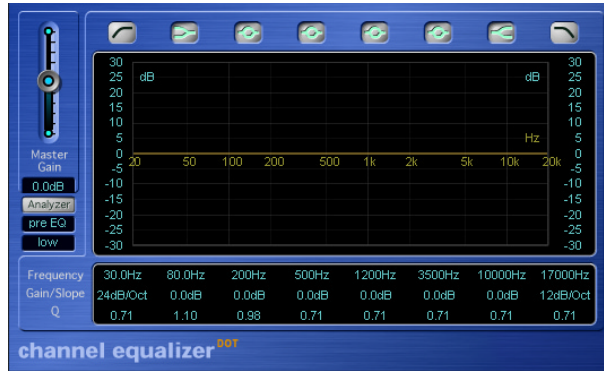 30 30
25 dB dB 25
20 20
15 15
10 10
5 Hz 5
0 0
20 50 100 200 500 1k 2k 5k 10k 20k
-5 -5
-10 -10
-15 -15
-20 -20
-25 -25
-30 -30
Master
Gain
0.0dB
Analyzer
pre EQ
low
Frequency 30.0Hz 80.0Hz 200Hz 500Hz 1200Hz 3500Hz 10000Hz 17000Hz
Gain/Slope 24dB/Oct 0.0dB 0.0dB 0.0dB 0.0dB 0.0dB 0.0dB 12dB/Oct
Q 0.71 1.10 0.98 0.71 0.71 0.71 0.71 0.71
channel equalizer DOT